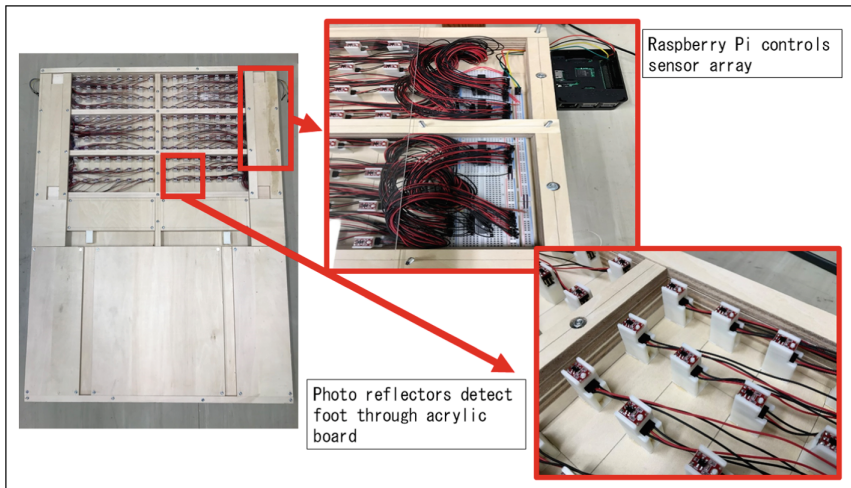 Raspberry Pi controls
sensor array
Photo reflectors detect
foot through acrylic
board